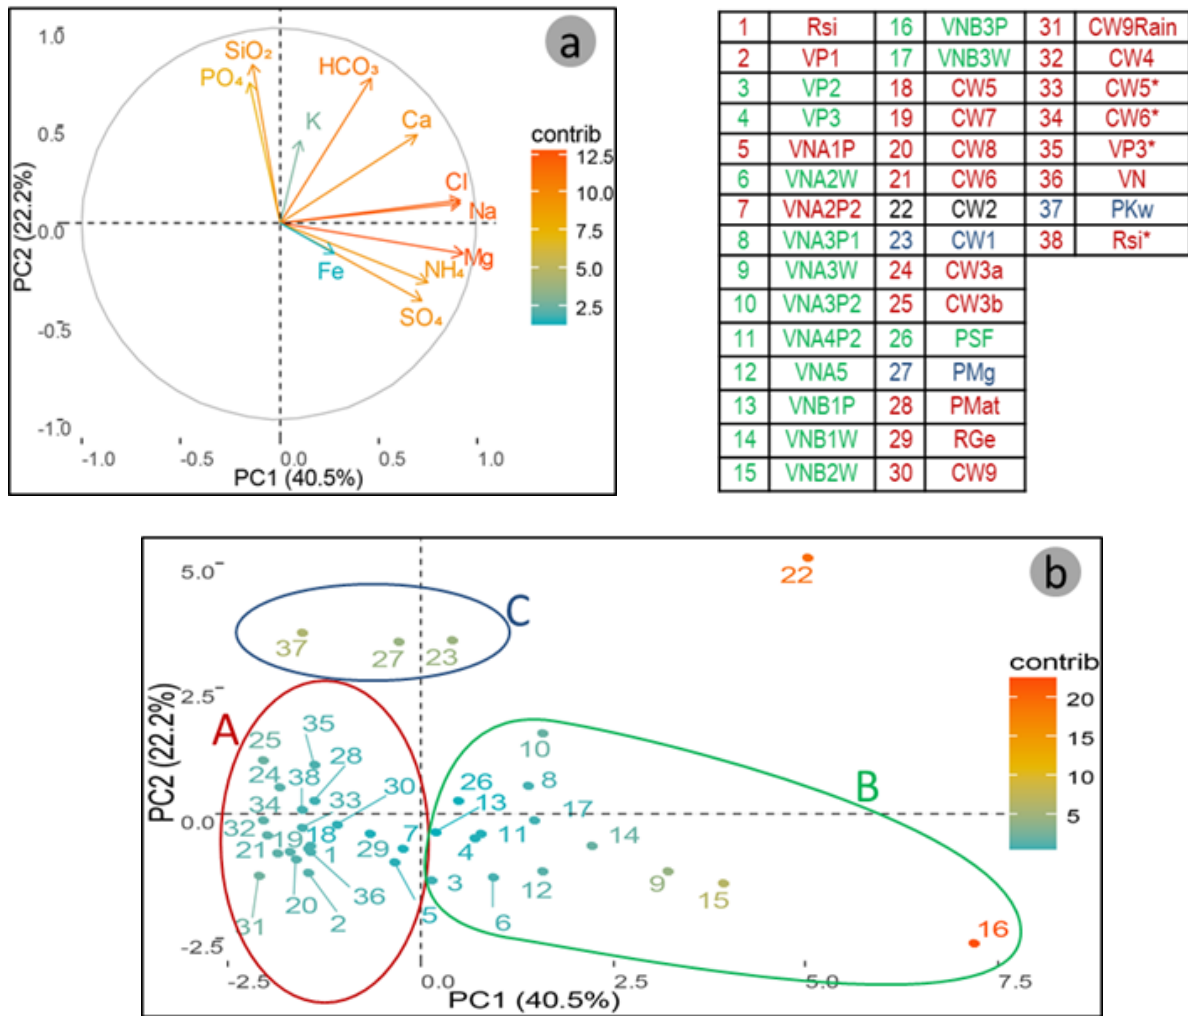 a
1.0
0.5
0.0
-0.5
-1.0
PC2 (22.2%)
SiO₂
PO₄
HCO₃
K
Ca
Cl
Na
Mg
NH₄
Fe
SO₄
contrib
12.5
10.0
7.5
5.0
2.5
-1.0 -0.5 0.0 0.5 1.0
PC1 (40.5%)
1 Rsi 16 VNB3P 31 CW9Rain
2 VP1 17 VNB3W 32 CW4
3 VP2 18 CW5 33 CW5*
4 VP3 19 CW7 34 CW6*
5 VNA1P 20 CW8 35 VP3*
6 VNA2W 21 CW6 36 VN
7 VNA2P2 22 CW2 37 PKw
8 VNA3P1 23 CW1 38 Rsi*
9 VNA3W 24 CW3a
10 VNA3P2 25 CW3b
11 VNA4P2 26 PSF
12 VNA5 27 PMg
13 VNB1P 28 PMat
14 VNB1W 29 RGe
15 VNB2W 30 CW9
b
5.0
2.5
0.0
-2.5
PC2 (22.2%)
22
C
37 27 23
A
B
35
25
10
24 38 28
26 8
34 33 30
13 17
32 19 18 7 11 14
21 1 29 4
3 12 9 15
20 2 36 5 6
31
16
contrib
20
15
10
5
-2.5 0.0 2.5 5.0 7.5
PC1 (40.5%)